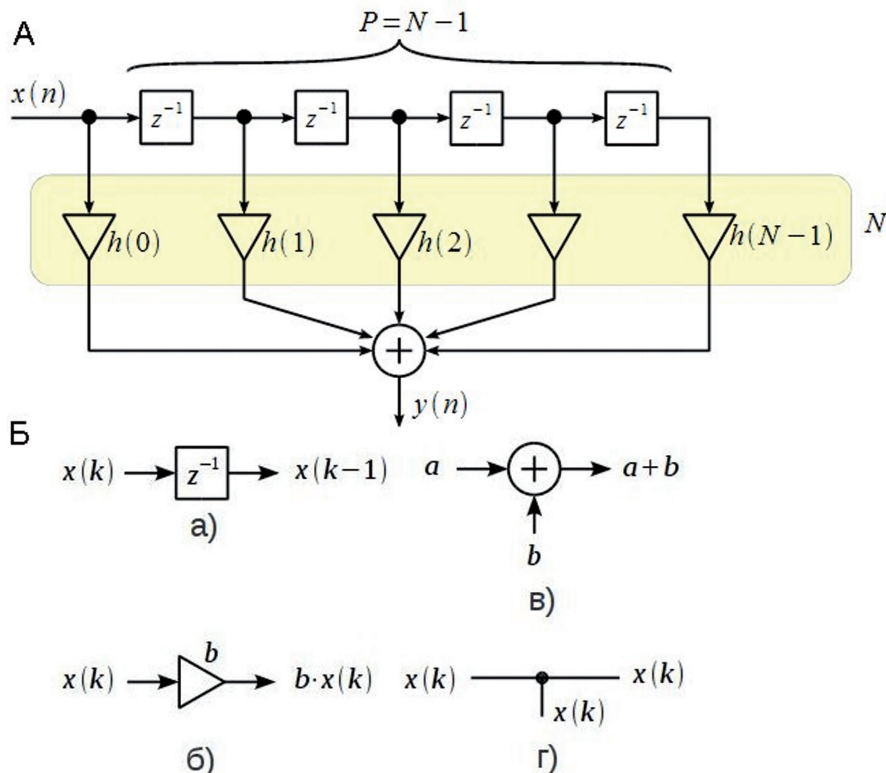 А
P=N−1
x(n)
z⁻¹ z⁻¹ z⁻¹ z⁻¹
h(0) h(1) h(2) h(N−1) N
y(n)
Б
x(k) z⁻¹ x(k−1) a a+b
а) b
в)
b
x(k) b·x(k) x(k) x(k)
x(k)
б) г)